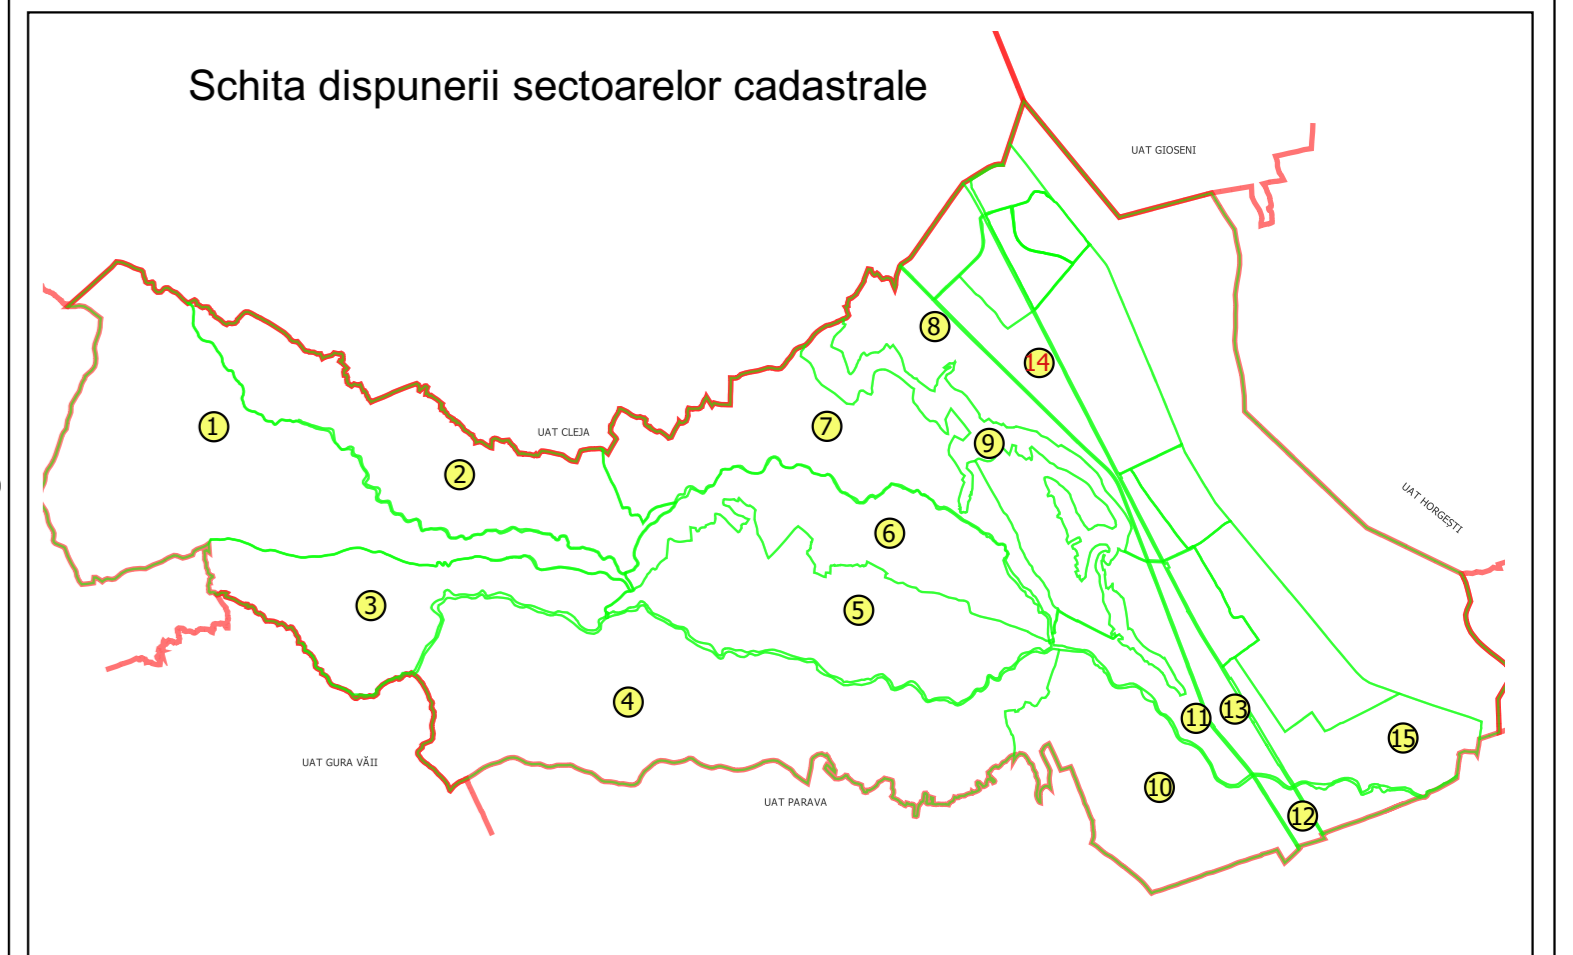 Schita dispunerii sectoarelor cadastrale
UAT GIOSENI
8
14
1
UAT CLEJA
7
9
2
UAT HORGEȘTI
6
3
5
4
11
13
15
UAT GURA VĂII
10
UAT PARAVA
12